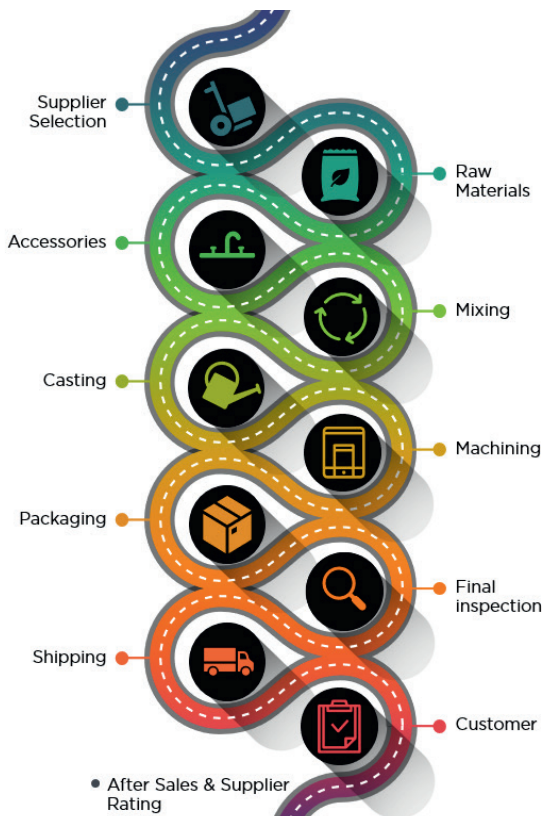 Supplier
Selection
Raw
Materials
Accessories
Mixing
Casting
Machining
Packaging
Final
inspection
Shipping
Customer
• After Sales & Supplier
Rating